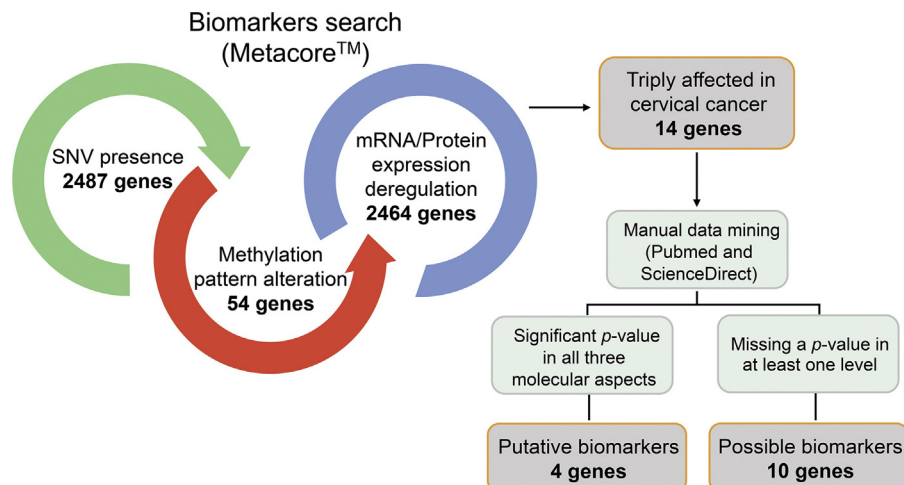 Biomarkers search
(Metacore™)
SNV presence
2487 genes
Methylation
pattern alteration
54 genes
mRNA/Protein
expression
deregulation
2464 genes
Triply affected in
cervical cancer
14 genes
Manual data mining
(Pubmed and
ScienceDirect)
Significant p-value
in all three
molecular aspects
Missing a p-value in
at least one level
Putative biomarkers
4 genes
Possible biomarkers
10 genes